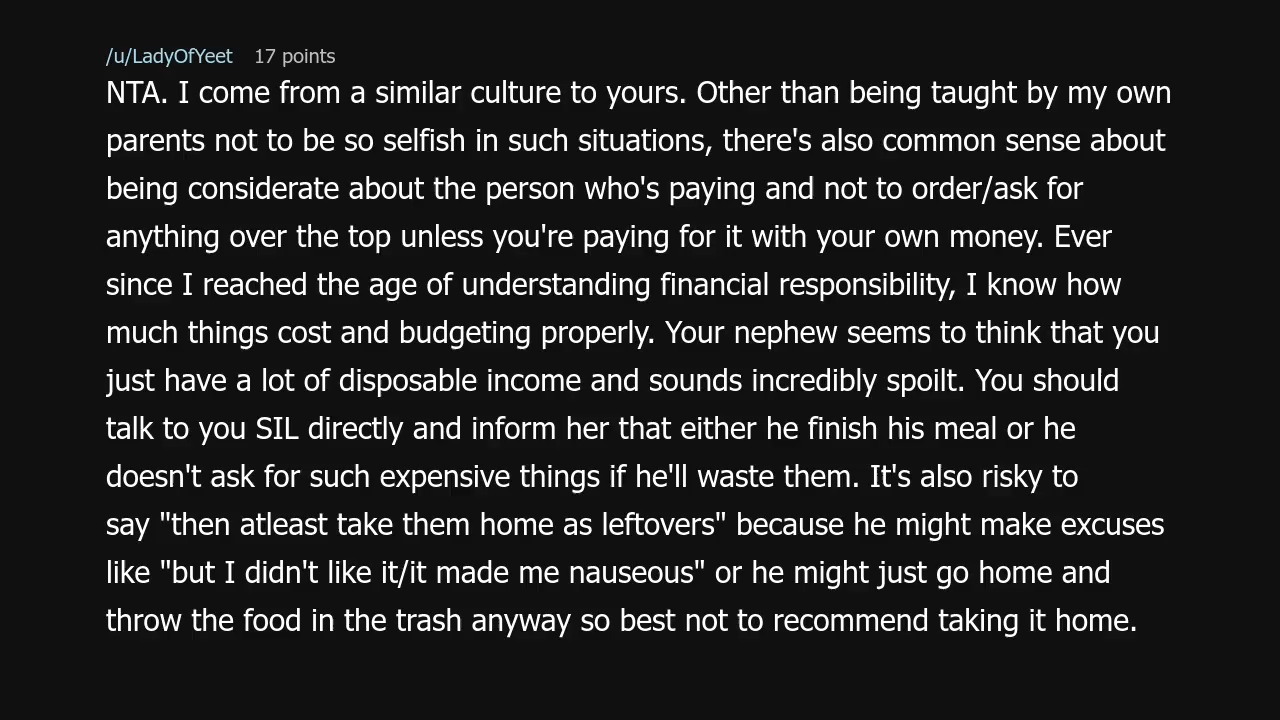 /u/LadyOfYeet 17 points
NTA. I come from a similar culture to yours. Other than being taught by my own
parents not to be so selfish in such situations, there's also common sense about
being considerate about the person who's paying and not to order/ask for
anything over the top unless you're paying for it with your own money. Ever
since I reached the age of understanding financial responsibility, I know how
much things cost and budgeting properly. Your nephew seems to think that you
just have a lot of disposable income and sounds incredibly spoilt. You should
talk to you SIL directly and inform her that either he finish his meal or he
doesn't ask for such expensive things if he'll waste them. It's also risky to
say "then atleast take them home as leftovers" because he might make excuses
like "but I didn't like it/it made me nauseous" or he might just go home and
throw the food in the trash anyway so best not to recommend taking it home.